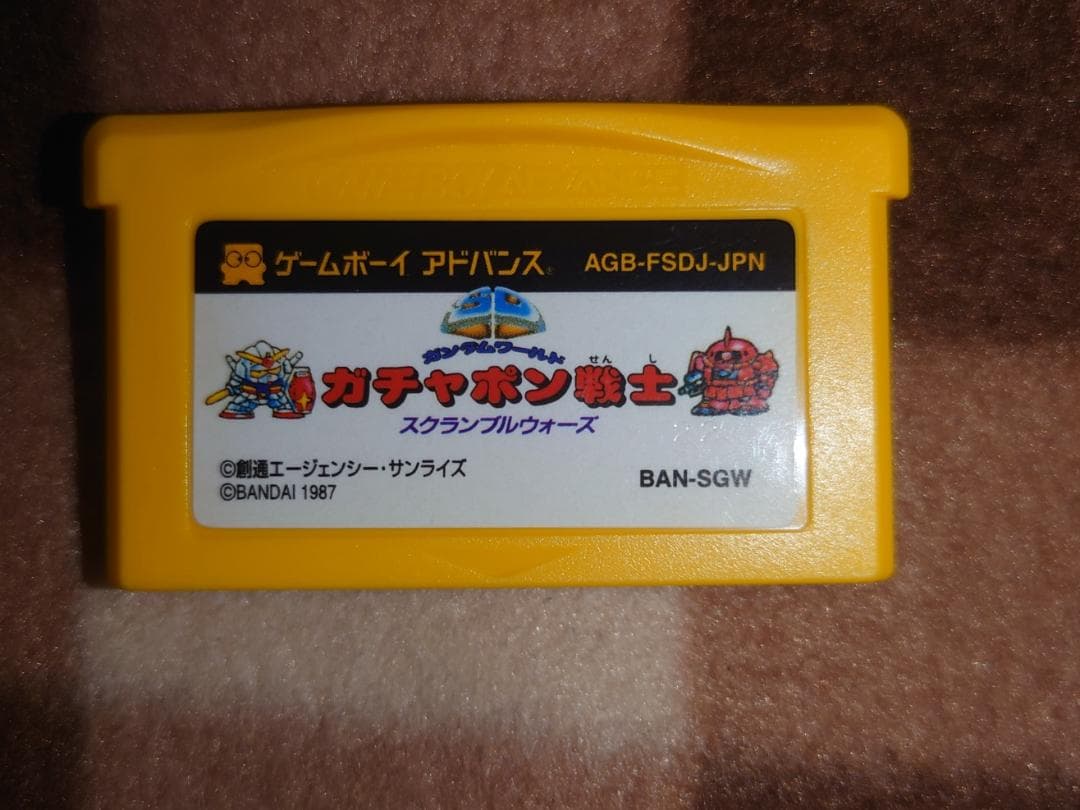 ゲームボーイ アドバンス® AGB-FSDJ-JPN
SD
ガンダムワールド
せん し
ガチャポン戦士
スクランブルウォーズ
©創通エージェンシー・サンライズ
©BANDAI 1987
BAN-SGW